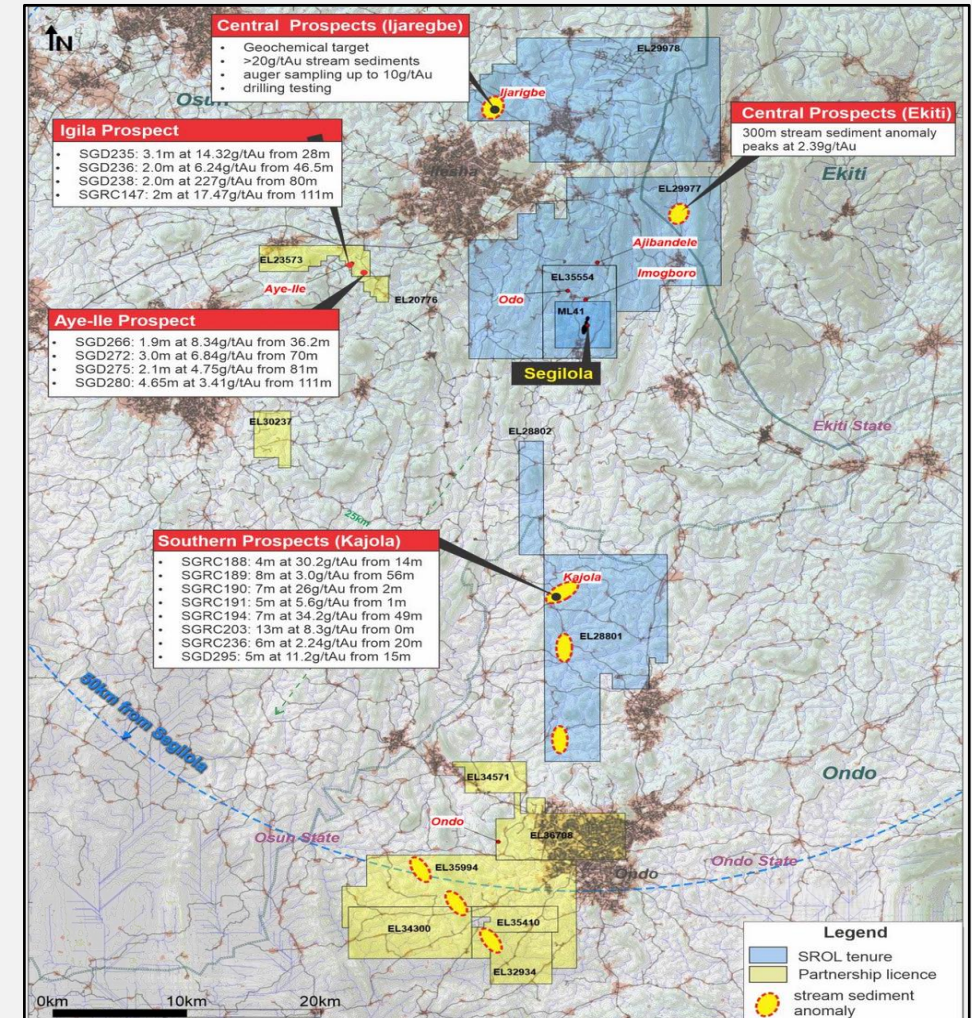 N
Central Prospects (Ijaregbe)
• Geochemical target
• >20g/tAu stream sediments
• auger sampling up to 10g/tAu
• drilling testing
EL29978
Osun
Ijarigbe
Central Prospects (Ekiti)
300m stream sediment anomaly
peaks at 2.39g/tAu
Igila Prospect
• SGD235: 3.1m at 14.32g/tAu from 28m
• SGD236: 2.0m at 6.24g/tAu from 46.5m
• SGD238: 2.0m at 227g/tAu from 80m
• SGRC147: 2m at 17.47g/tAu from 111m
Ilesha
Ekiti
EL29977
Ajibandele
EL23573
Aye-Ile
EL20776
EL35554
Imogboro
Odo
ML41
Aye-Ile Prospect
• SGD266: 1.9m at 8.34g/tAu from 36.2m
• SGD272: 3.0m at 6.84g/tAu from 70m
• SGD275: 2.1m at 4.75g/tAu from 81m
• SGD280: 4.65m at 3.41g/tAu from 111m
Segilola
EL30237
EL28802
Ekiti State
25km
Southern Prospects (Kajola)
• SGRC188: 4m at 30.2g/tAu from 14m
• SGRC189: 8m at 3.0g/tAu from 56m
• SGRC190: 7m at 26g/tAu from 2m
• SGRC191: 5m at 5.6g/tAu from 1m
• SGRC194: 7m at 34.2g/tAu from 49m
• SGRC203: 13m at 8.3g/tAu from 0m
• SGRC236: 6m at 2.24g/tAu from 20m
• SGD295: 5m at 11.2g/tAu from 15m
Kajola
EL28801
50km from Segilola
EL34571
Ondo
Ondo
EL36708
Osun State
Ondo State
Ondo
EL35994
EL34300
EL35410
EL32934
Legend
SROL tenure
Partnership licence
stream sediment
anomaly
0km
10km
20km